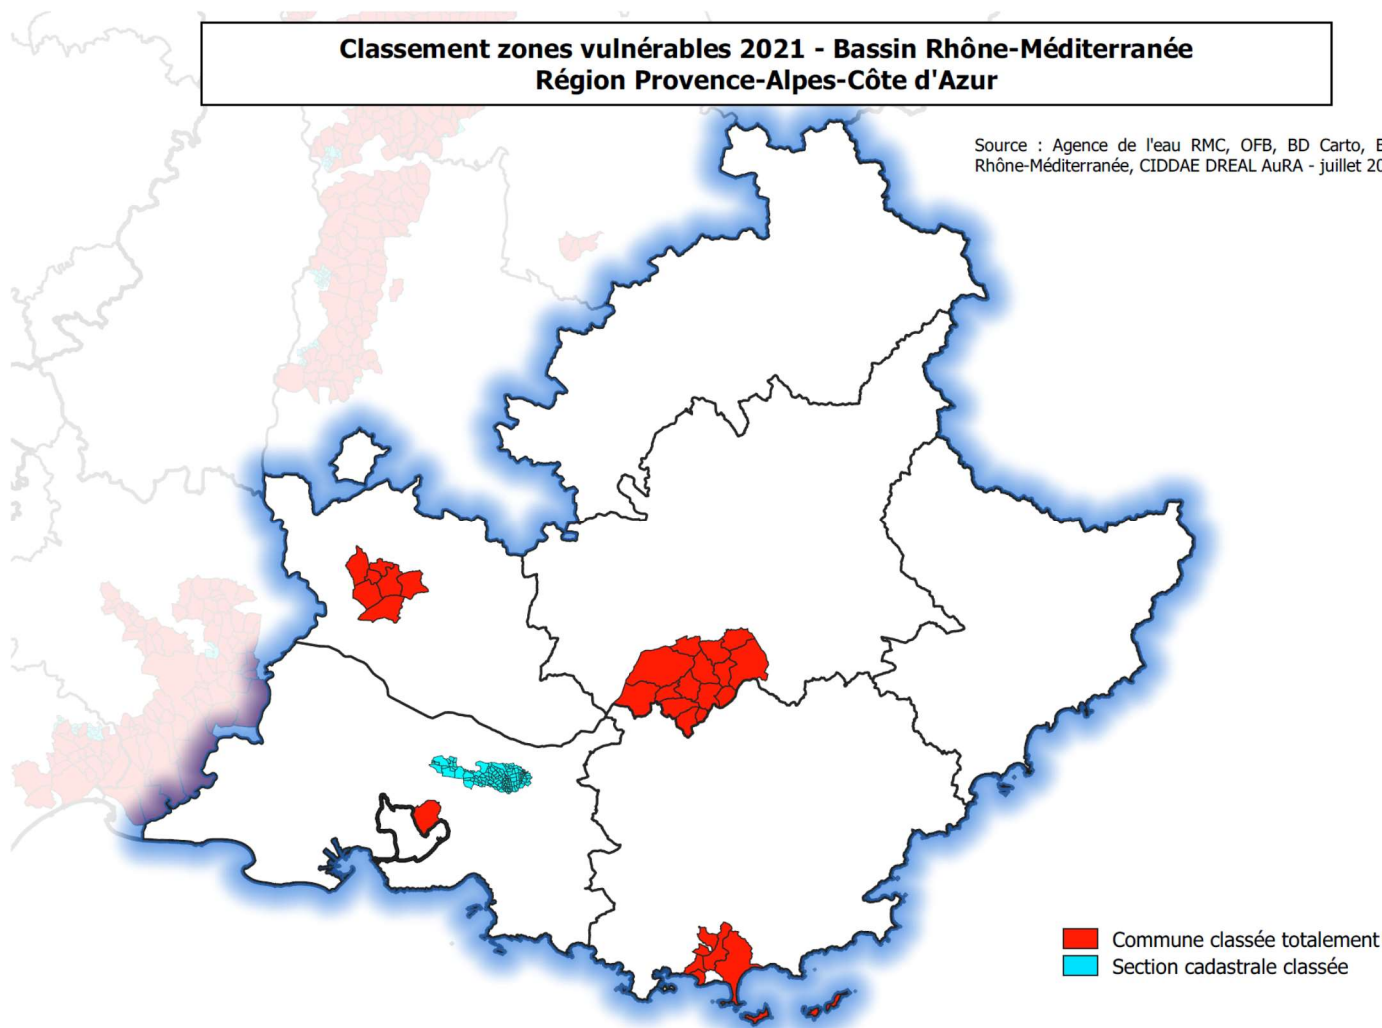 Classement zones vulnérables 2021 - Bassin Rhône-Méditerranée
Région Provence-Alpes-Côte d'Azur
Source : Agence de l'eau RMC, OFB, BD Carto,
Rhône-Méditerranée, CIDDAE DREAL AuRA - juillet
Commune classée totalement
Section cadastrale classée